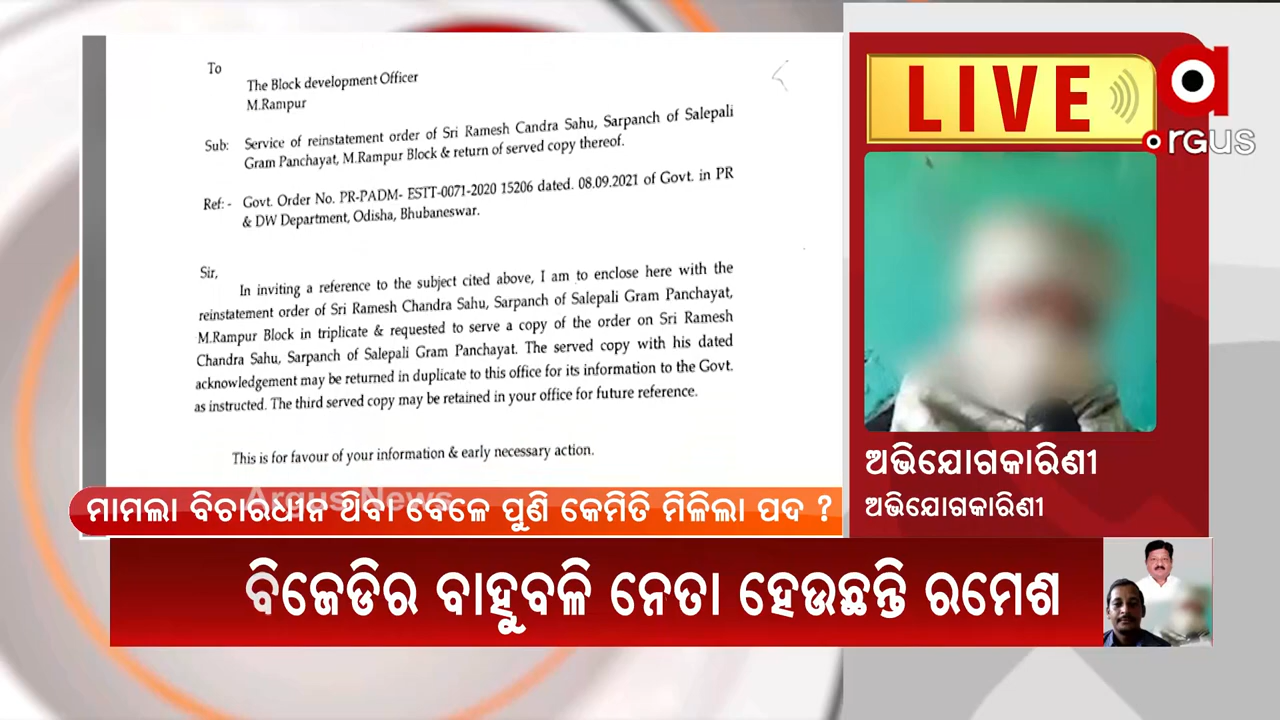 To
The Block development Officer
M.Rampur
Sub: Service of reinstatement order of Sri Ramesh Candra Sahu, Sarpanch of Salepali
Gram Panchayat, M.Rampur Block & return of served copy thereof.
Ref: - Govt. Order No. PR-PADM- ESTT-0071-2020 15206 dated. 08.09.2021 of Govt. in PR
& DW Department, Odisha, Bhubaneswar.
Sir,
In inviting a reference to the subject cited above, I am to enclose here with the
reinstatement order of Sri Ramesh Chandra Sahu, Sarpanch of Salepali Gram Panchayat,
M.Rampur Block in triplicate & requested to serve a copy of the order on Sri Ramesh
Chandra Sahu, Sarpanch of Salepali Gram Panchayat. The served copy with his dated
acknowledgement may be returned in duplicate to this office for its information to the Govt.
as instructed. The third served copy may be retained in your office for future reference.
This is for favour of your information & early necessary action.
Argus News
ମାମଲା ବିଚାରଧୀନ ଥିବା ବେଳେ ପୁଣି କେମିତି ମିଳିଲା ପଦ ?
ବିଜେଡିର ବାହୁବଳି ନେତା ହେଉଛନ୍ତି ରମେଶ
LIVE
argus
ଅଭିଯୋଗକାରିଣୀ
ଅଭିଯୋଗକାରିଣୀ